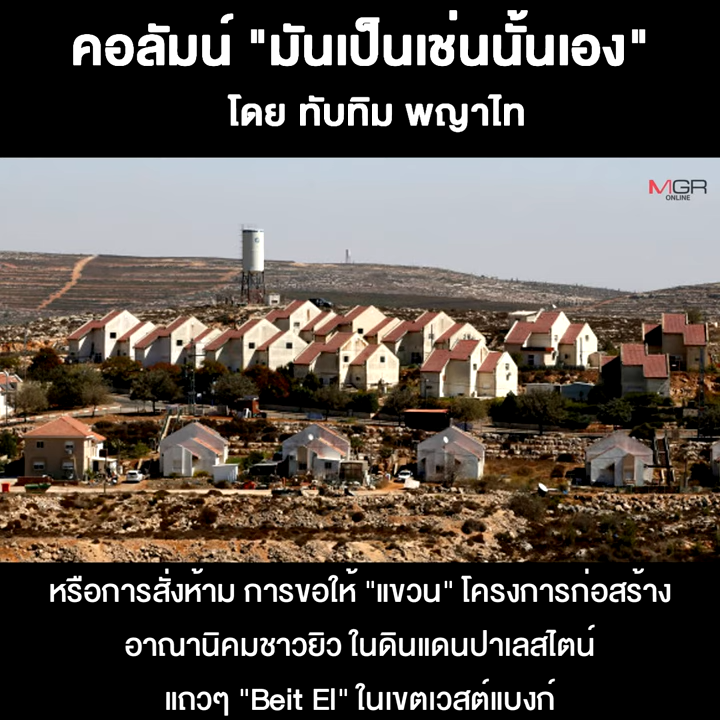 คอลัมน์ "มันเป็นเช่นนั้นเอง"
โดย ทับทิม พญาไท
MGR
ONLINE
หรือการสั่งห้าม การขอให้ "แขวน" โครงการก่อสร้าง
อาณานิคมชาวยิว ในดินแดนปาเลสไตน์
แถวๆ "Beit El" ในเขตเวสต์แบงก์